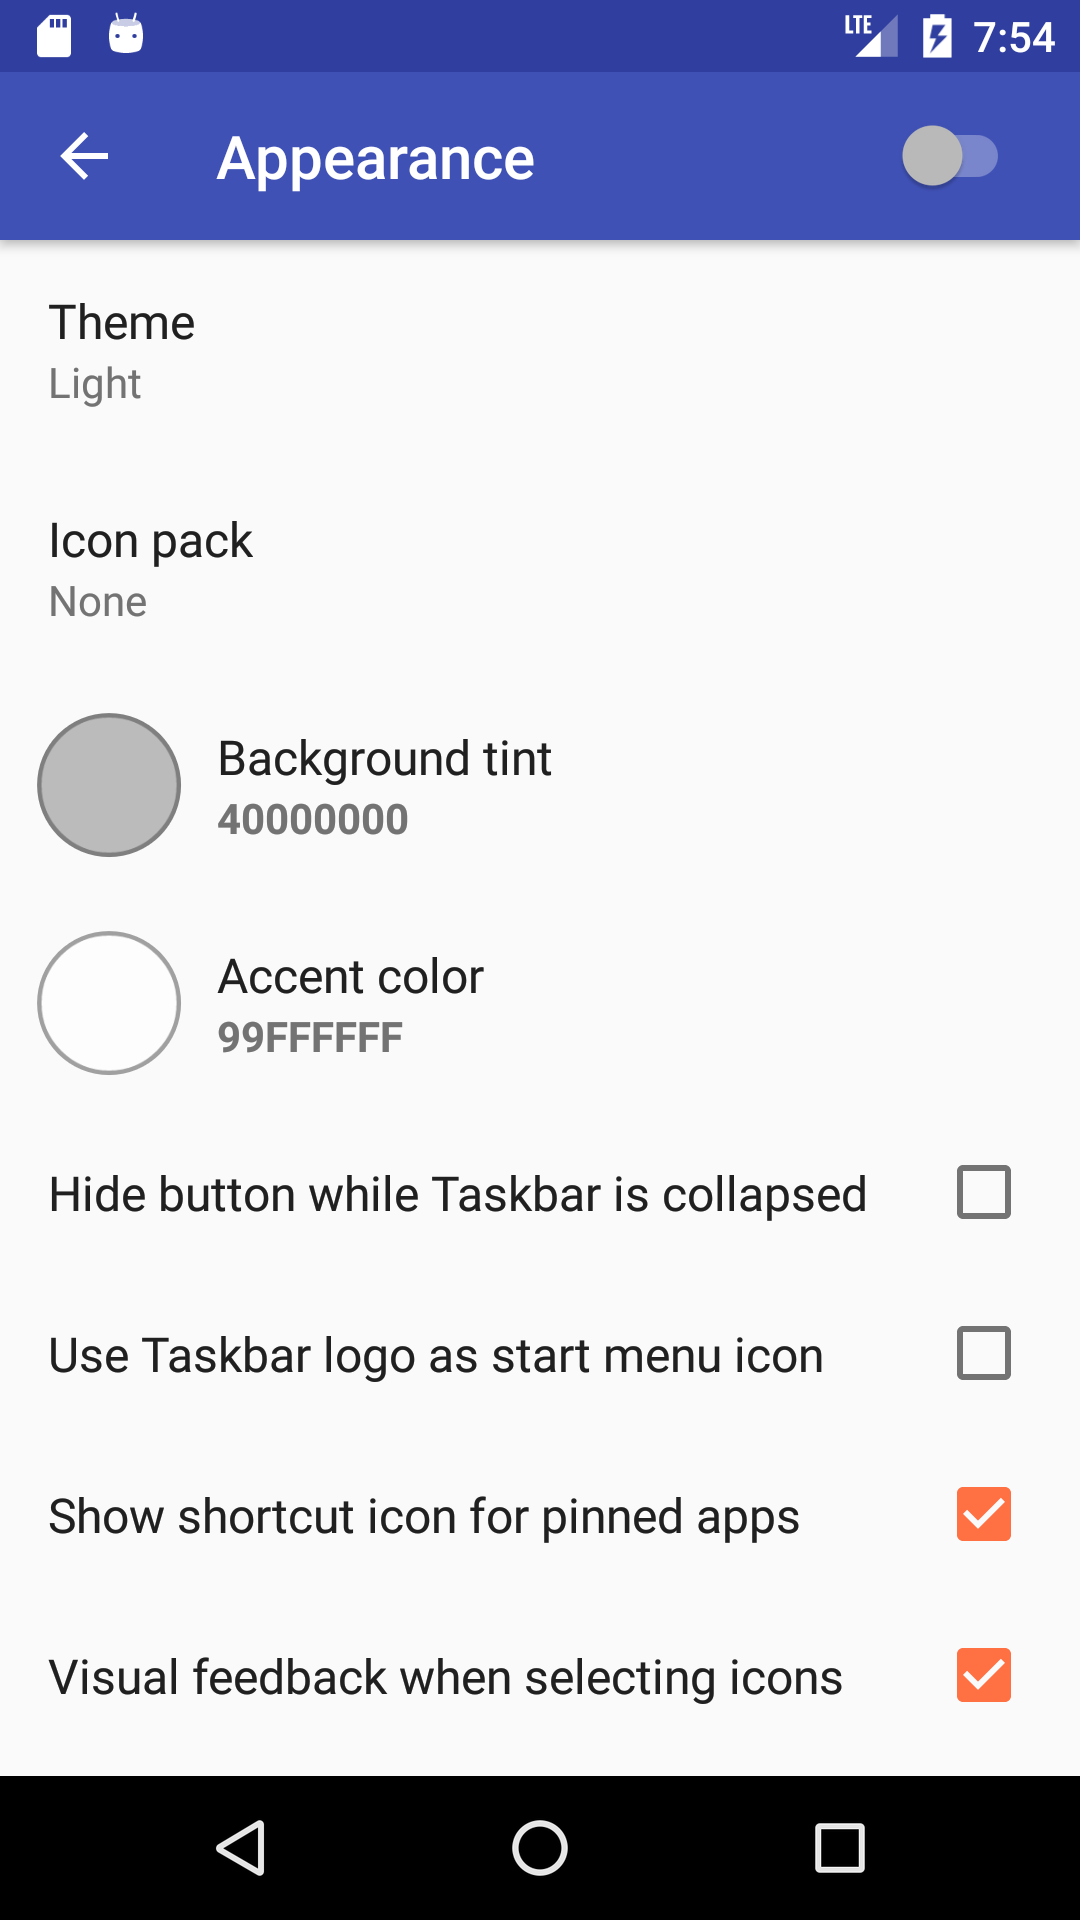 LTE 7:54
Appearance
Theme
Light
Icon pack
None
Background tint
40000000
Accent color
99FFFFFF
Hide button while Taskbar is collapsed
Use Taskbar logo as start menu icon
Show shortcut icon for pinned apps
Visual feedback when selecting icons